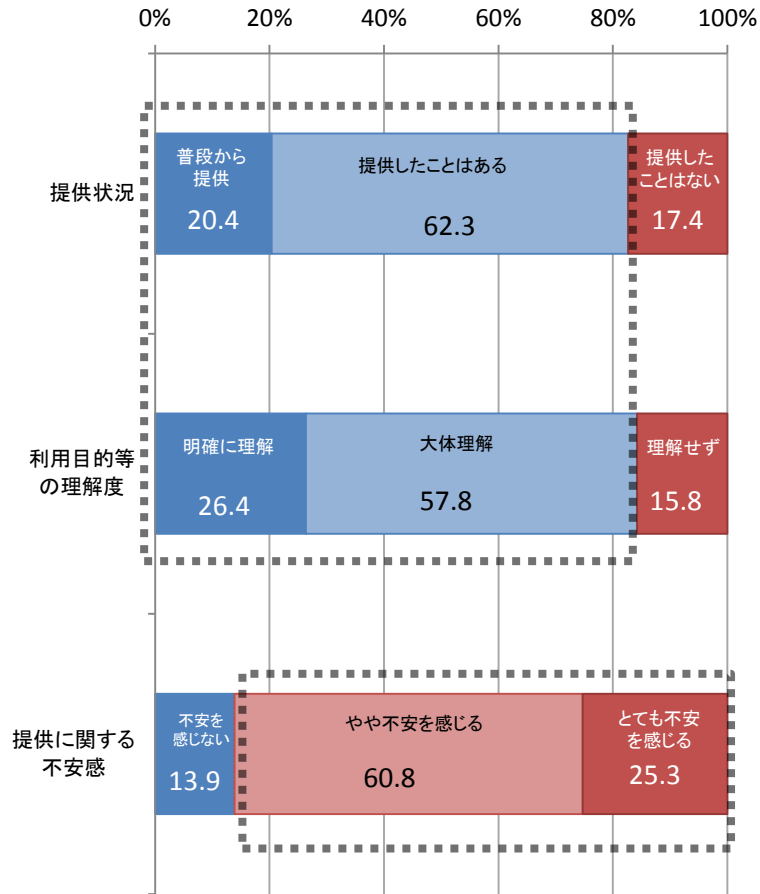 0% 20% 40% 60% 80% 100%
提供状況
普段から
提供
20.4
提供したことはある
62.3
提供した
ことはない
17.4
利用目的等
の理解度
明確に理解
26.4
大体理解
57.8
理解せず
15.8
提供に関する
不安感
不安を
感じない
13.9
やや不安を感じる
60.8
とても不安
を感じる
25.3